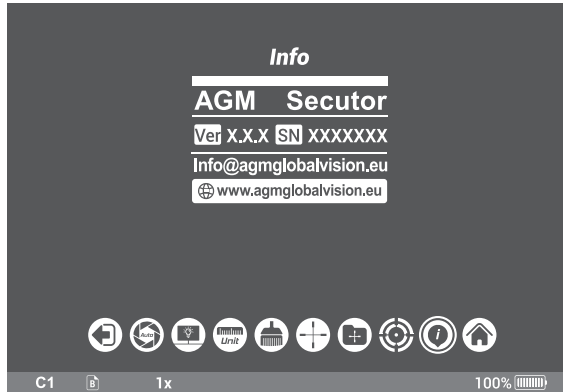 Info
AGM Secutor
Ver X.X.X SN XXXXXXX
Info@agmglobalvision.eu
www.agmglobalvision.eu
Auto Unit i
C1 B 1x 100%